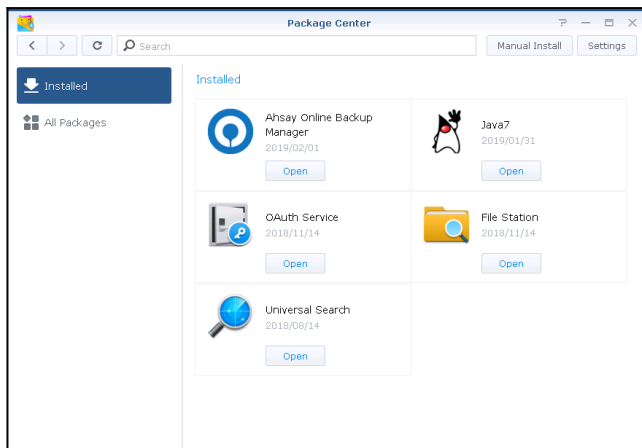 Package Center
Search
Manual Install
Settings
Installed
All Packages
Installed
Ahsay Online Backup
Manager
2019/02/01
Open
Java7
2019/01/31
Open
OAuth Service
2018/11/14
Open
File Station
2018/11/14
Open
Universal Search
2018/08/14
Open